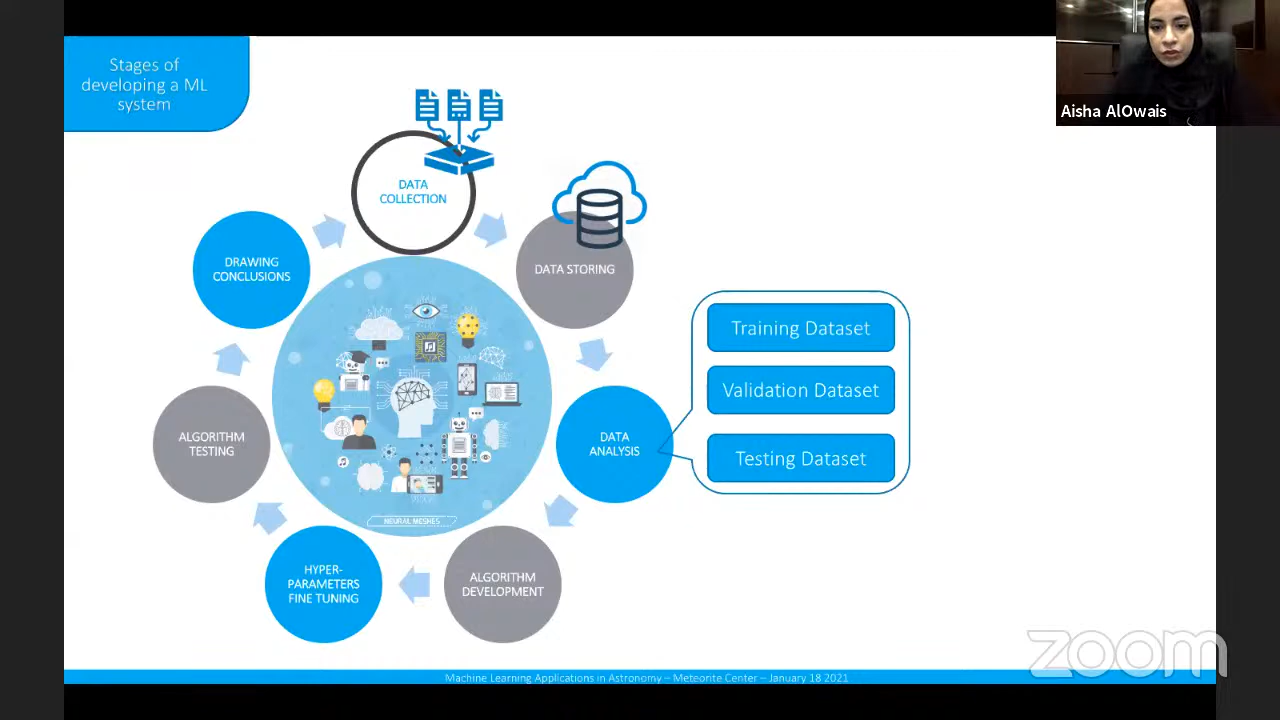 Stages of
developing a ML
system
Aisha AlOwais
DATA
COLLECTION
DATA STORING
DRAWING
CONCLUSIONS
Training Dataset
Validation Dataset
Testing Dataset
DATA
ANALYSIS
ALGORITHM
TESTING
NEURAL MESHES
HYPER-
PARAMETERS
FINE TUNING
ALGORITHM
DEVELOPMENT
zoom
Machine Learning Applications in Astronomy – Meteorite Center – January 18 2021